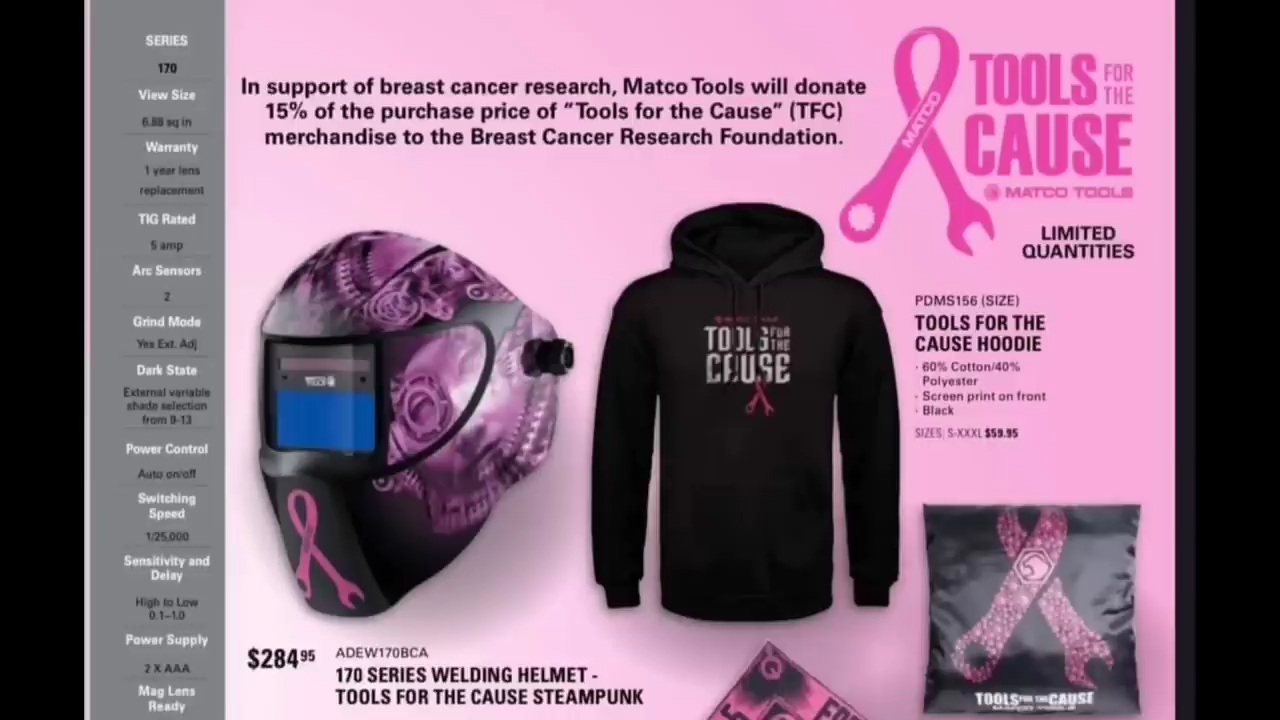 SERIES
170
View Size
6.88 sq in
Warranty
1 year lens
replacement
TIG Rated
5 amp
Arc Sensors
2
Grind Mode
Yes Ext. Adj
Dark State
External variable
shade selection
from 9-13
Power Control
Auto on/off
Switching
Speed
1/25,000
Sensitivity and
Delay
High to Low
0.1–1.0
Power Supply
2 X AAA
Mag Lens
Ready
In support of breast cancer research, Matco Tools will donate
15% of the purchase price of "Tools for the Cause" (TFC)
merchandise to the Breast Cancer Research Foundation.
MATCO
TOOLS FOR THE
CAUSE
MATCO TOOLS
LIMITED
QUANTITIES
TOOLS FOR THE
CAUSE
PDMS156 (SIZE)
TOOLS FOR THE
CAUSE HOODIE
· 60% Cotton/40%
Polyester
· Screen print on front
· Black
SIZES: S-XXXL $59.95
$284.95
ADEW170BCA
170 SERIES WELDING HELMET -
TOOLS FOR THE CAUSE STEAMPUNK
Q
TOOLS FOR THE CAUSE
MATCO TOOLS